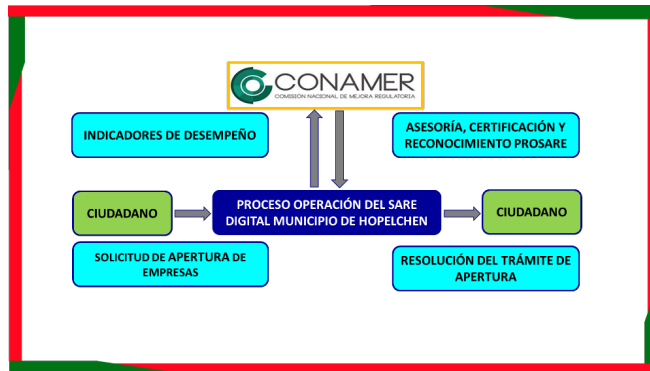 CONAMER
COMISIÓN NACIONAL DE MEJORA REGULATORIA
INDICADORES DE DESEMPEÑO
ASESORÍA, CERTIFICACIÓN Y
RECONOCIMIENTO PROSARE
CIUDADANO
PROCESO OPERACIÓN DEL SARE
DIGITAL MUNICIPIO DE HOPELCHEN
CIUDADANO
SOLICITUD DE APERTURA DE
EMPRESAS
RESOLUCIÓN DEL TRÁMITE DE
APERTURA